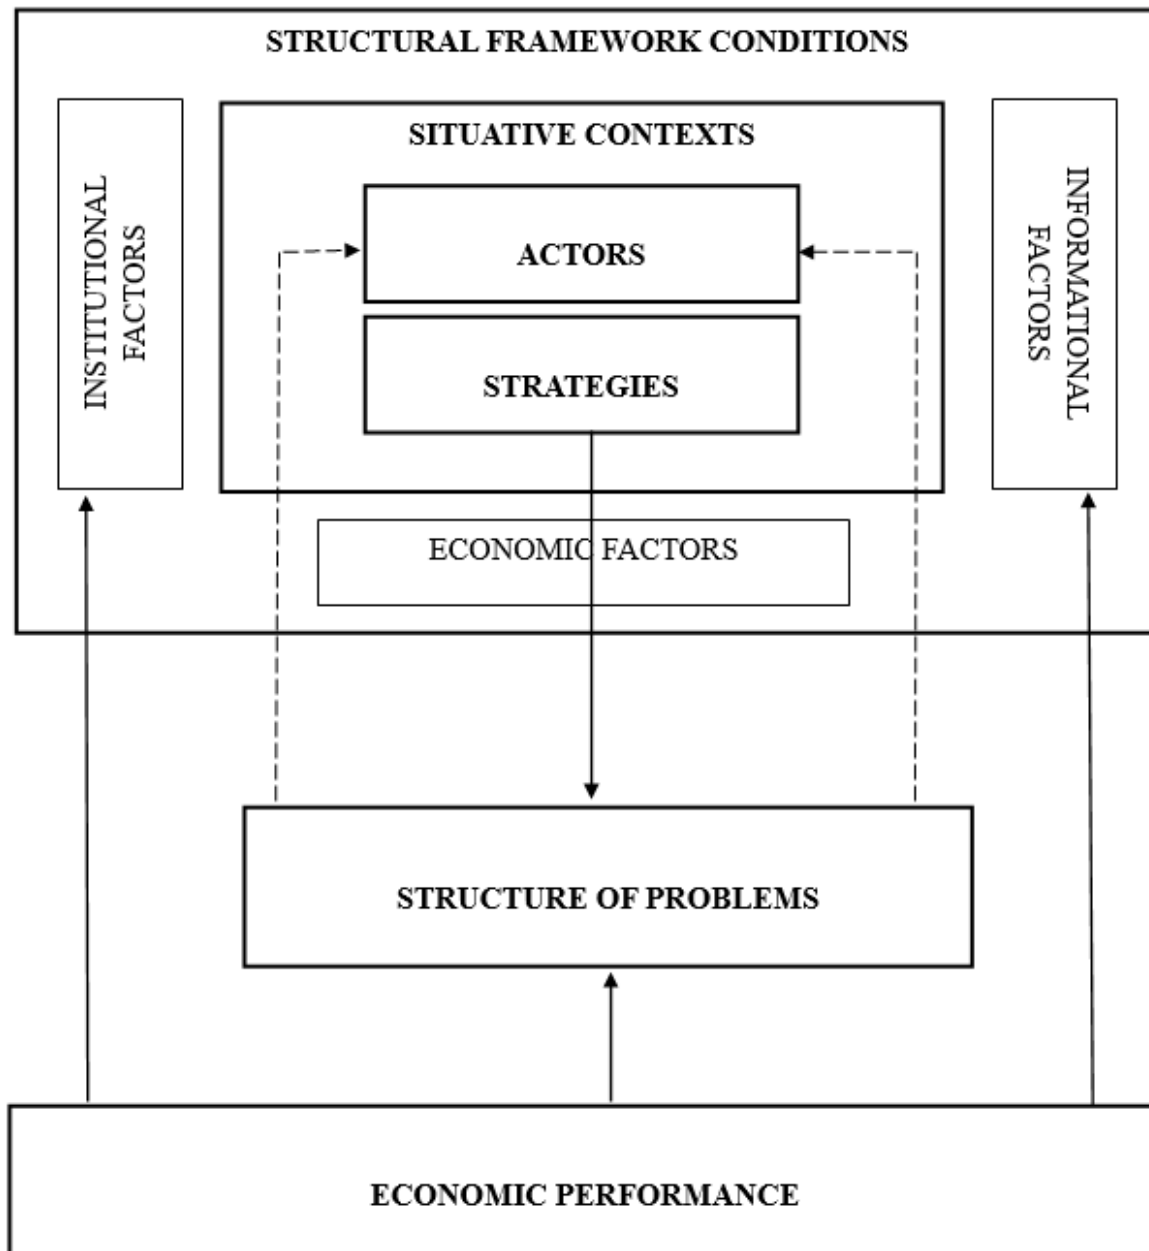 STRUCTURAL FRAMEWORK CONDITIONS
INSTITUTIONAL
FACTORS
SITUATIVE CONTEXTS
ACTORS
STRATEGIES
INFORMATIONAL
FACTORS
ECONOMIC FACTORS
STRUCTURE OF PROBLEMS
ECONOMIC PERFORMANCE